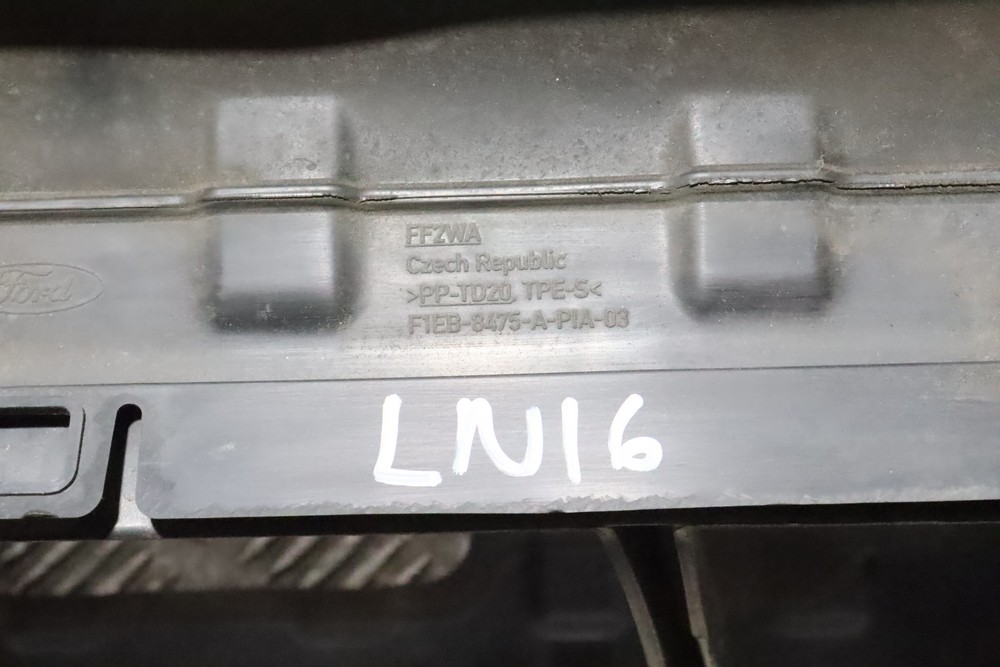 FF2WA
Czech Republic
>PP-TD20, TPE-S<
F1EB-8475-A-PIA-03
Ford
LN16